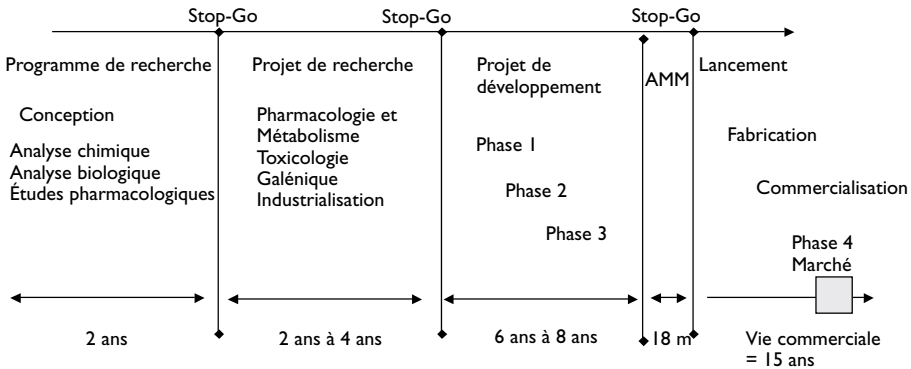 Stop-Go
Stop-Go
Stop-Go
Programme de recherche
Conception
Analyse chimique
Analyse biologique
Études pharmacologiques
2 ans
Projet de recherche
Pharmacologie et
Métabolisme
Toxicologie
Galénique
Industrialisation
2 ans à 4 ans
Projet de
développement
Phase 1
Phase 2
Phase 3
6 ans à 8 ans
AMM
18 m
Lancement
Fabrication
Commercialisation
Phase 4
Marché
Vie commerciale
= 15 ans